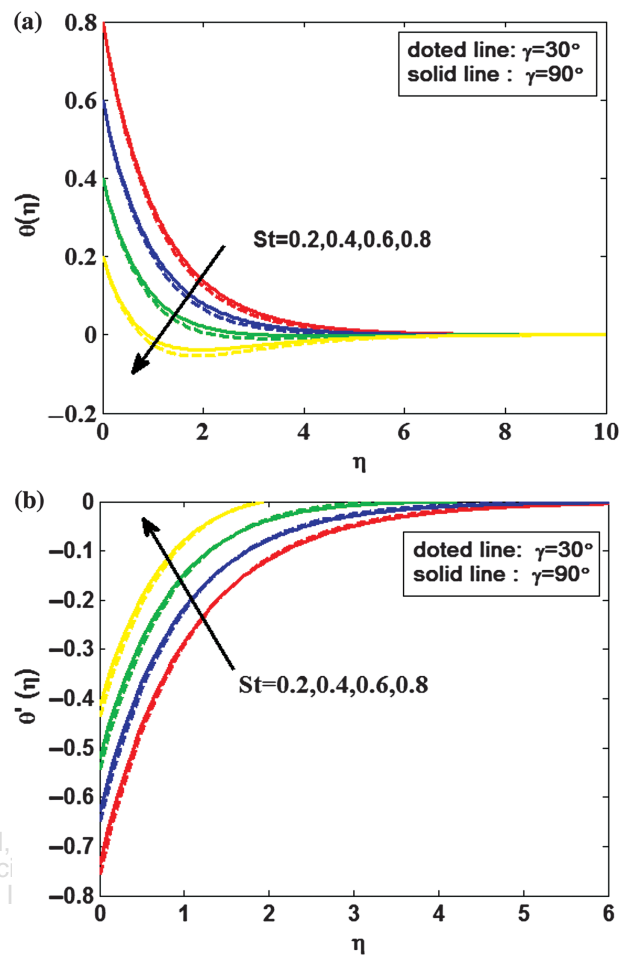 (a)
0.8
0.6
0.4
0.2
0
−0.2
θ(η)
doted line: γ=30°
solid line : γ=90°
St=0.2,0.4,0.6,0.8
0
2
4
6
8
10
η
(b)
0
−0.1
−0.2
−0.3
−0.4
−0.5
−0.6
−0.7
−0.8
θ' (η)
doted line: γ=30°
solid line : γ=90°
St=0.2,0.4,0.6,0.8
0
1
2
3
4
5
6
η